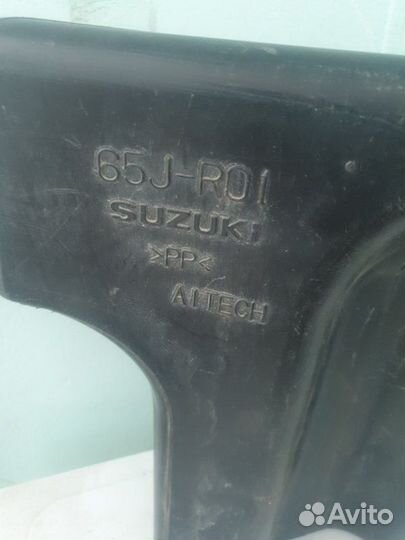 65J-R01
SUZUKI
>PP<
AITECH
Avito